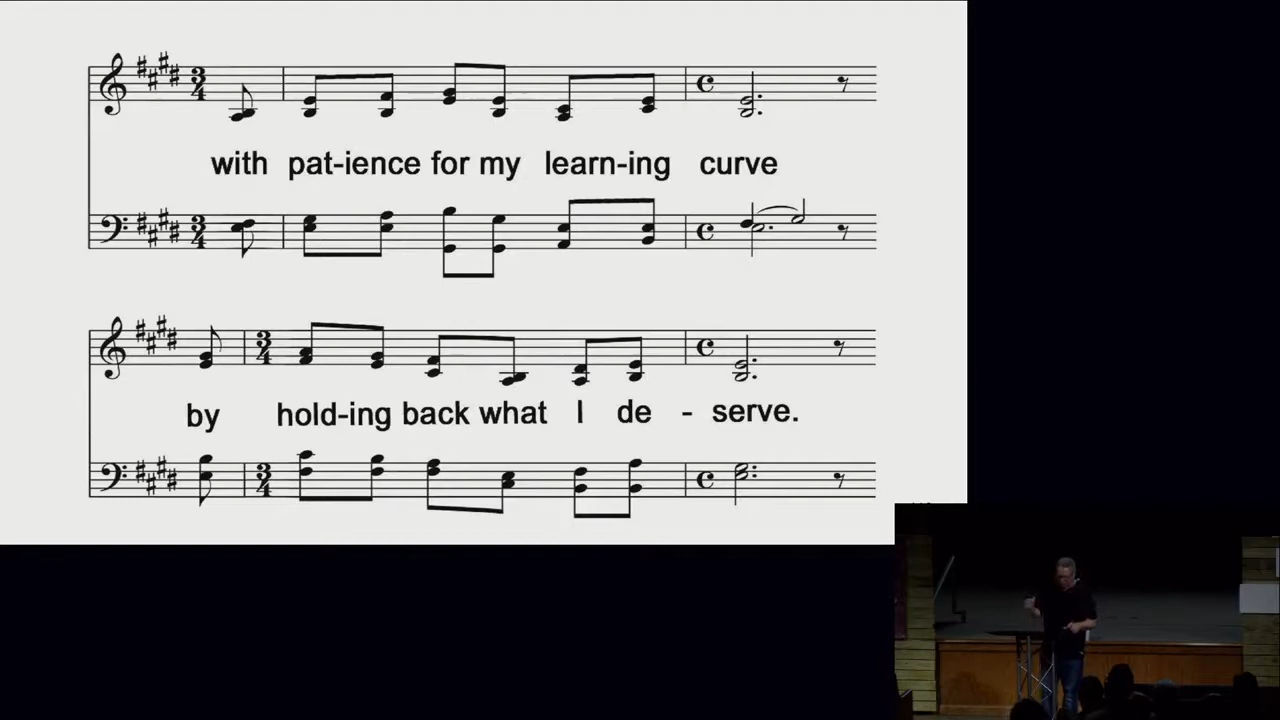 with pat-ience for my learn-ing curve
by hold-ing back what I de - serve.